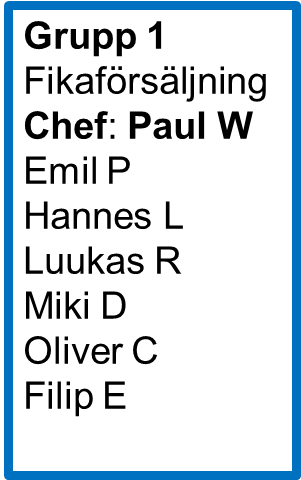 Grupp 1
Fikaförsäljning
Chef: Paul W
Emil P
Hannes L
Luukas R
Miki D
Oliver C
Filip E